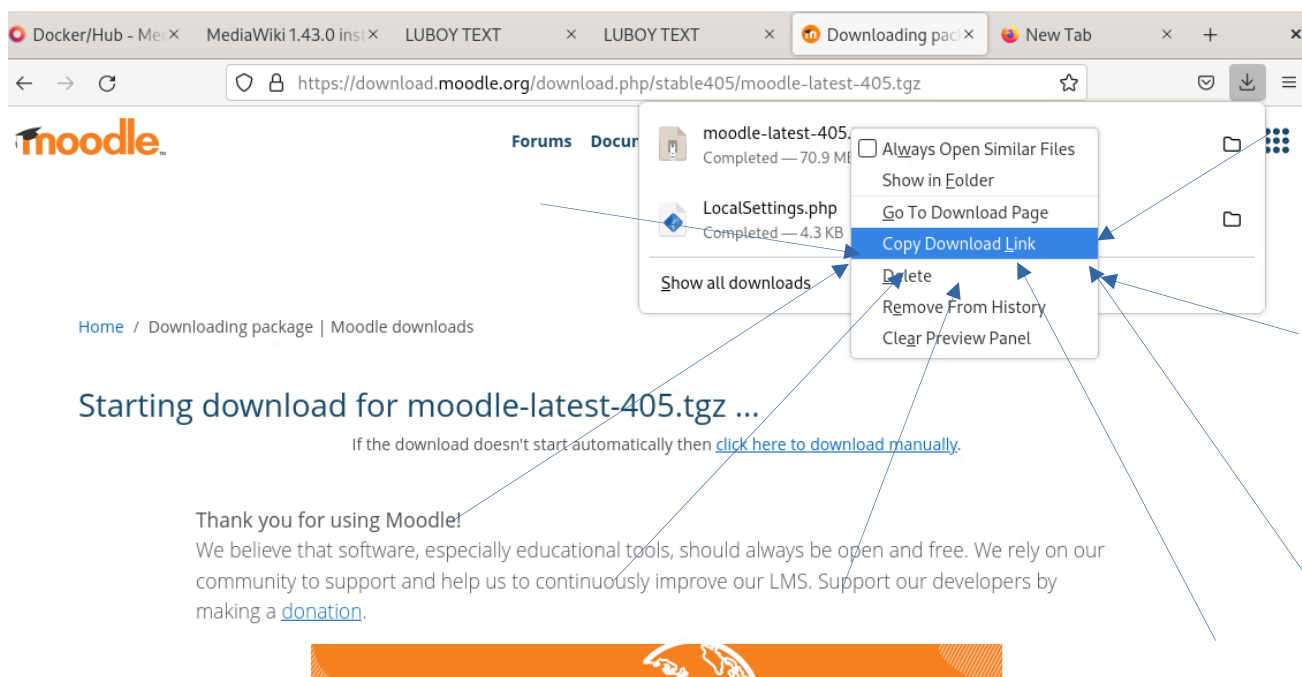 Docker/Hub - Med
MediaWiki 1.43.0 inst
LUBOY TEXT
LUBOY TEXT
Downloading pac
New Tab
https://download.moodle.org/download.php/stable405/moodle-latest-405.tgz
moodle
Forums
Docum
moodle-latest-405.
Completed — 70.9 MB
LocalSettings.php
Completed — 4.3 KB
Show all downloads
Always Open Similar Files
Show in Folder
Go To Download Page
Copy Download Link
Delete
Remove From History
Clear Preview Panel
Home / Downloading package | Moodle downloads
Starting download for moodle-latest-405.tgz ...
If the download doesn't start automatically then click here to download manually.
Thank you for using Moodle!
We believe that software, especially educational tools, should always be open and free. We rely on our
community to support and help us to continuously improve our LMS. Support our developers by
making a donation.